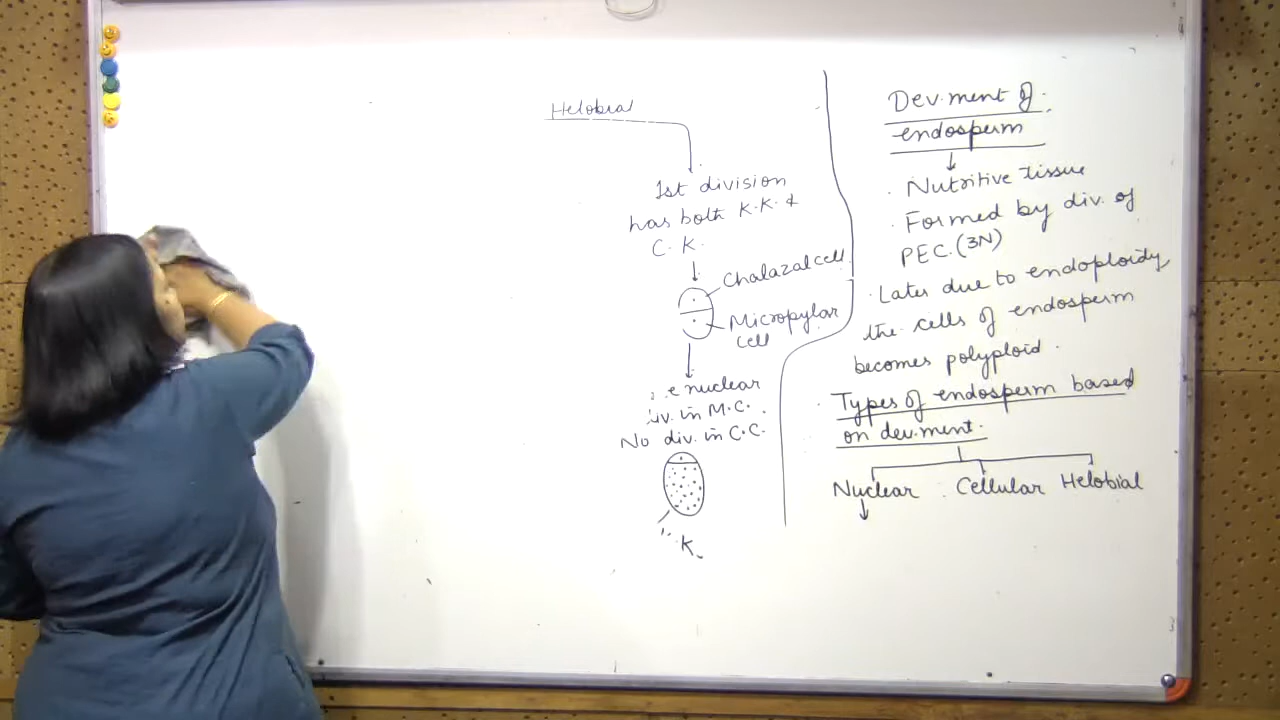 Helobial
1st division
has both K.K. &
C.K.
Chalazal cell
Micropylar
cell
e nuclear
div. in M.C.
No div. in C.C.
K
Dev.ment of
endosperm
· Nutritive tissue
· Formed by div. of
PEC. (3N)
· Later due to endoploidy
the cells of endosperm
becomes polyploid.
· Types of endosperm based
on dev.ment.
Nuclear Cellular Helobial